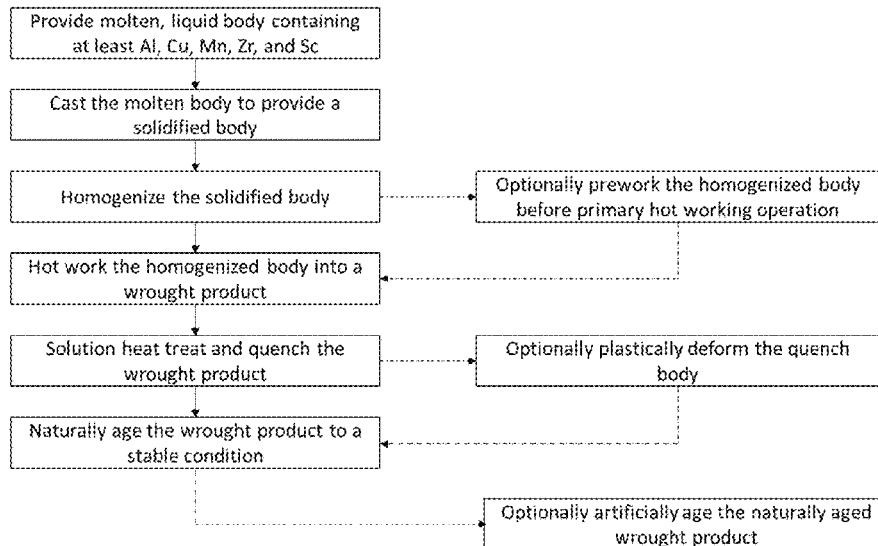 Provide molten, liquid body containing
at least Al, Cu, Mn, Zr, and Sc
Cast the molten body to provide a
solidified body
Homogenize the solidified body
Optionally prework the homogenized body
before primary hot working operation
Hot work the homogenized body into a
wrought product
Solution heat treat and quench the
wrought product
Optionally plastically deform the quench
body
Naturally age the wrought product to a
stable condition
Optionally artificially age the naturally aged
wrought product